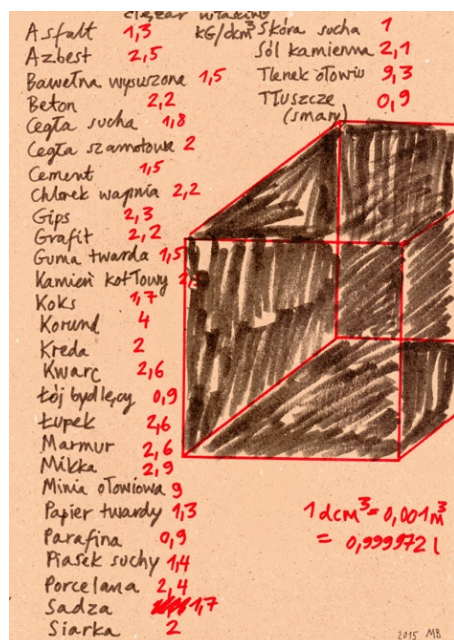 ciężar właściwy
kG/dcm³
Asfalt 1,3
Azbest 2,5
Bawełna wysuszona 1,5
Beton 2,2
Cegła sucha 1,8
Cegła szamotowa 2
Cement 1,5
Chlorek wapnia 2,2
Gips 2,3
Grafit 2,2
Guma twarda 1,5
Kamień kotłowy
Koks 1,7
Korund 4
Kreda 2
Kwarc 2,6
Łój bydlęcy 0,9
Łupek 2,6
Marmur 2,6
Mikka 2,9
Minia ołowiowa 9
Papier twardy 1,3
Parafina 0,9
Piasek suchy 1,4
Porcelana 2,4
Sadza 1,7
Siarka 2
Skóra sucha 1
Sól kamienna 2,1
Tlenek ołowiu 9,3
Tłuszcze 0,9
(smary)
1 dcm³ = 0,001 m³
= 0,999972 l
2015 MB